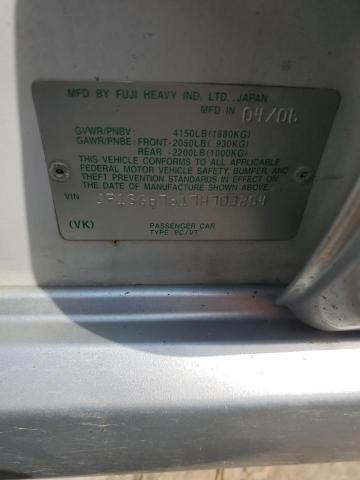 MFD BY FUJI HEAVY IND. LTD., JAPAN
MFD IN 04/06
GVWR/PNBV : 4150LB(1880KG)
GAWR/PNBE: FRONT-2050LB( 930KG)
REAR -2200LB(1000KG)
THIS VEHICLE CONFORMS TO ALL APPLICABLE
FEDERAL MOTOR VEHICLE SAFETY, BUMPER, AND
THEFT PREVENTION STANDARDS IN EFFECT ON THE
DATE OF MANUFACTURE SHOWN ABOVE.
VIN
(VK)
PASSENGER CAR
TYPE PC/VT